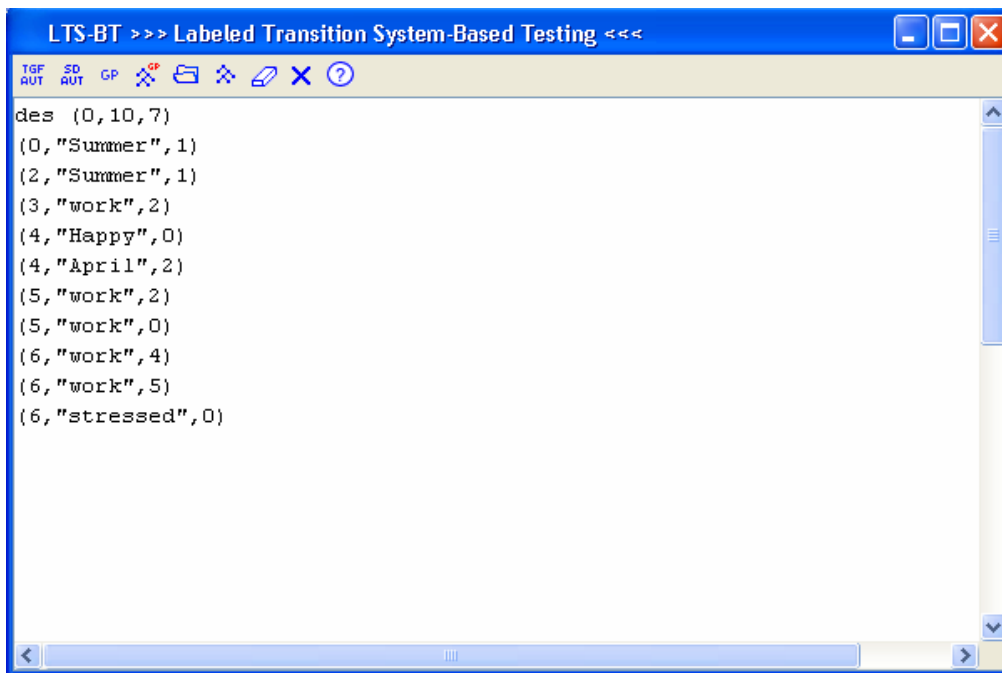 LTS-BT >>> Labeled Transition System-Based Testing <<<
TGF AUT SD AUT GP GP ?
des (0,10,7)
(0,"Summer",1)
(2,"Summer",1)
(3,"work",2)
(4,"Happy",0)
(4,"April",2)
(5,"work",2)
(5,"work",0)
(6,"work",4)
(6,"work",5)
(6,"stressed",0)